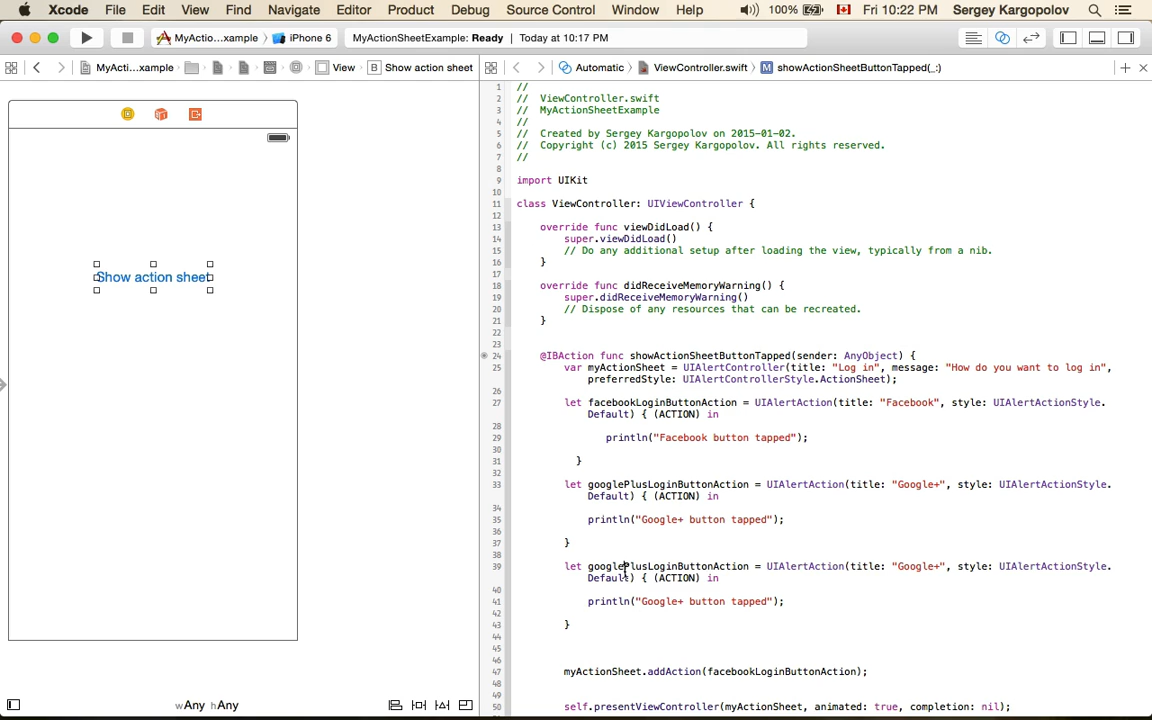 Xcode File Edit View Find Navigate Editor Product Debug Source Control Window Help 100% Fri 10:22 PM Sergey Kargopolov
MyActio...xample iPhone 6 MyActionSheetExample: Ready Today at 10:17 PM
MyActi...xample View B Show action sheet Automatic ViewController.swift M showActionSheetButtonTapped(_:)
Show action sheet
wAny hAny
1 //
2 // ViewController.swift
3 // MyActionSheetExample
4 //
5 // Created by Sergey Kargopolov on 2015-01-02.
6 // Copyright (c) 2015 Sergey Kargopolov. All rights reserved.
7 //
8
9 import UIKit
10
11 class ViewController: UIViewController {
12
13 override func viewDidLoad() {
14 super.viewDidLoad()
15 // Do any additional setup after loading the view, typically from a nib.
16 }
17
18 override func didReceiveMemoryWarning() {
19 super.didReceiveMemoryWarning()
20 // Dispose of any resources that can be recreated.
21 }
22
23
24 @IBAction func showActionSheetButtonTapped(sender: AnyObject) {
25 var myActionSheet = UIAlertController(title: "Log in", message: "How do you want to log in",
preferredStyle: UIAlertControllerStyle.ActionSheet);
26
27 let facebookLoginButtonAction = UIAlertAction(title: "Facebook", style: UIAlertActionStyle.
Default) { (ACTION) in
28
29 println("Facebook button tapped");
30
31 }
32
33 let googlePlusLoginButtonAction = UIAlertAction(title: "Google+", style: UIAlertActionStyle.
Default) { (ACTION) in
34
35 println("Google+ button tapped");
36
37 }
38
39 let googlePlusLoginButtonAction = UIAlertAction(title: "Google+", style: UIAlertActionStyle.
Default) { (ACTION) in
40
41 println("Google+ button tapped");
42
43 }
44
45
46
47 myActionSheet.addAction(facebookLoginButtonAction);
48
49
50 self.presentViewController(myActionSheet, animated: true, completion: nil);